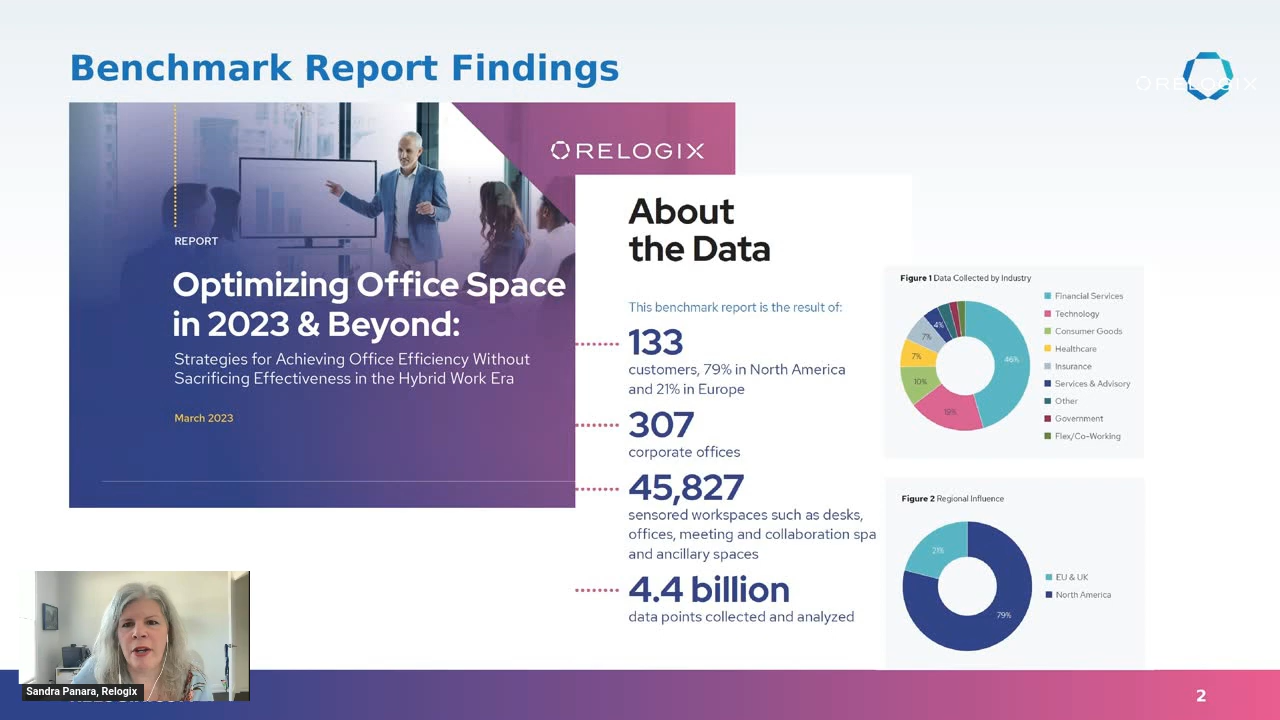 Benchmark Report Findings
RELOGIX
RELOGIX
REPORT
Optimizing Office Space
in 2023 & Beyond:
Strategies for Achieving Office Efficiency Without
Sacrificing Effectiveness in the Hybrid Work Era
March 2023
About
the Data
This benchmark report is the result of:
133
customers, 79% in North America
and 21% in Europe
307
corporate offices
45,827
sensored workspaces such as desks,
offices, meeting and collaboration spa
and ancillary spaces
4.4 billion
data points collected and analyzed
Figure 1 Data Collected by Industry
46%
19%
10%
7%
7%
4%
Financial Services
Technology
Consumer Goods
Healthcare
Insurance
Services & Advisory
Other
Government
Flex/Co-Working
Figure 2 Regional Influence
21%
79%
EU & UK
North America
Sandra Panara, Relogix
2